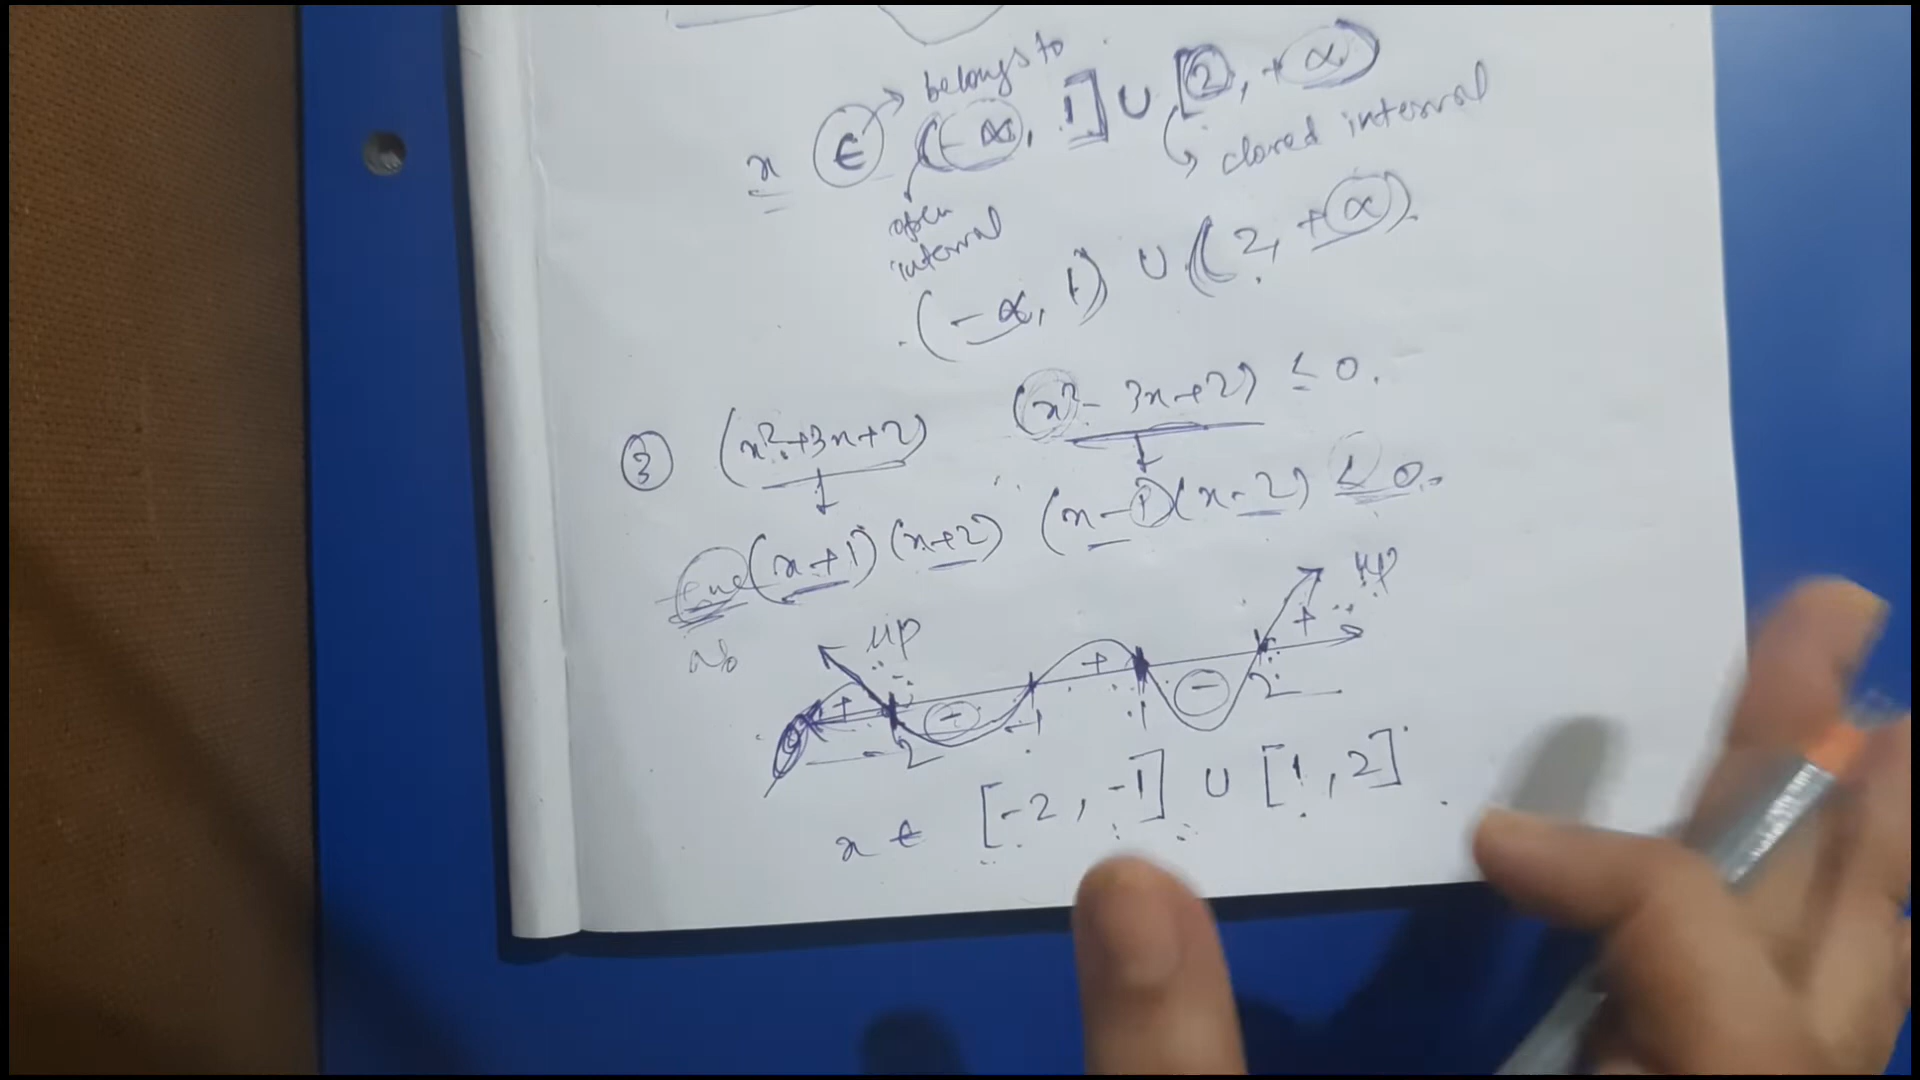 belongs to
x ∈ (-∝, 1] ∪ [2, +∝)
closed interval
open
interval
(-∝, 1) ∪ (2, +∝).
③ (x²+3x+2) (x²-3x+2) ≤ 0.
(x+1)(x+2) (x-1)(x-2) ≤ 0.
up
up
+ - + - +
-2 -1 1 2
x ∈ [-2, -1] ∪ [1, 2]